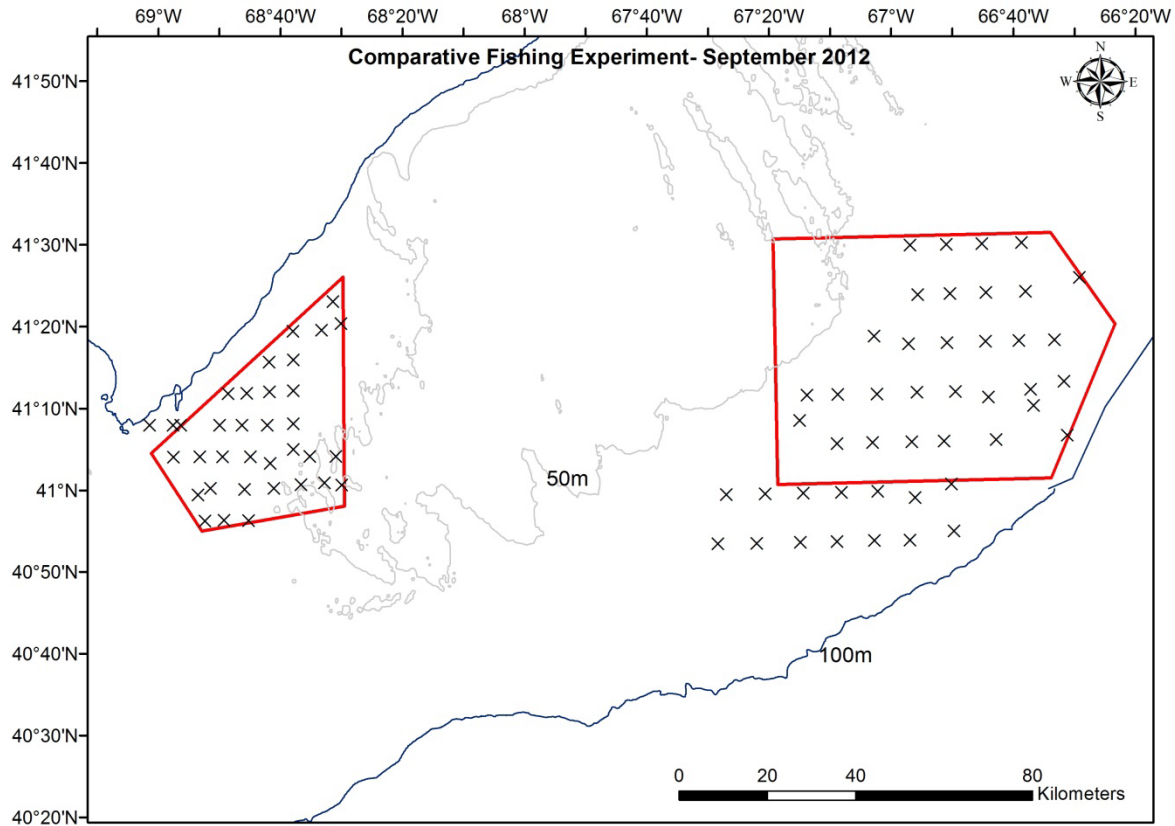 69°W 68°40'W 68°20'W 68°W 67°40'W 67°20'W 67°W 66°40'W 66°20'W
Comparative Fishing Experiment- September 2012
N
W E
S
41°50'N
41°40'N
41°30'N
41°20'N
41°10'N
41°N
50m
40°50'N
40°40'N
100m
40°30'N
0 20 40 80
Kilometers
40°20'N